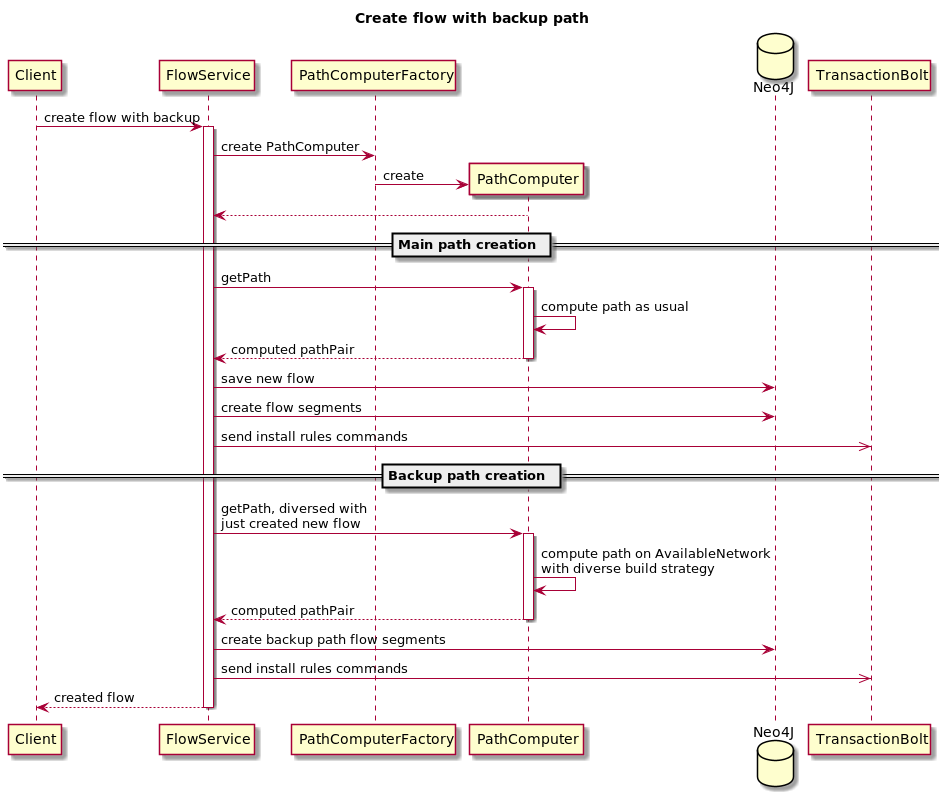 Create flow with backup path
Neo4J
Client
FlowService
PathComputerFactory
TransactionBolt
create flow with backup
create PathComputer
create
PathComputer
Main path creation
getPath
compute path as usual
computed pathPair
save new flow
create flow segments
send install rules commands
Backup path creation
getPath, diversed with
just created new flow
compute path on AvailableNetwork
with diverse build strategy
computed pathPair
create backup path flow segments
send install rules commands
created flow
Client
FlowService
PathComputerFactory
PathComputer
Neo4J
TransactionBolt